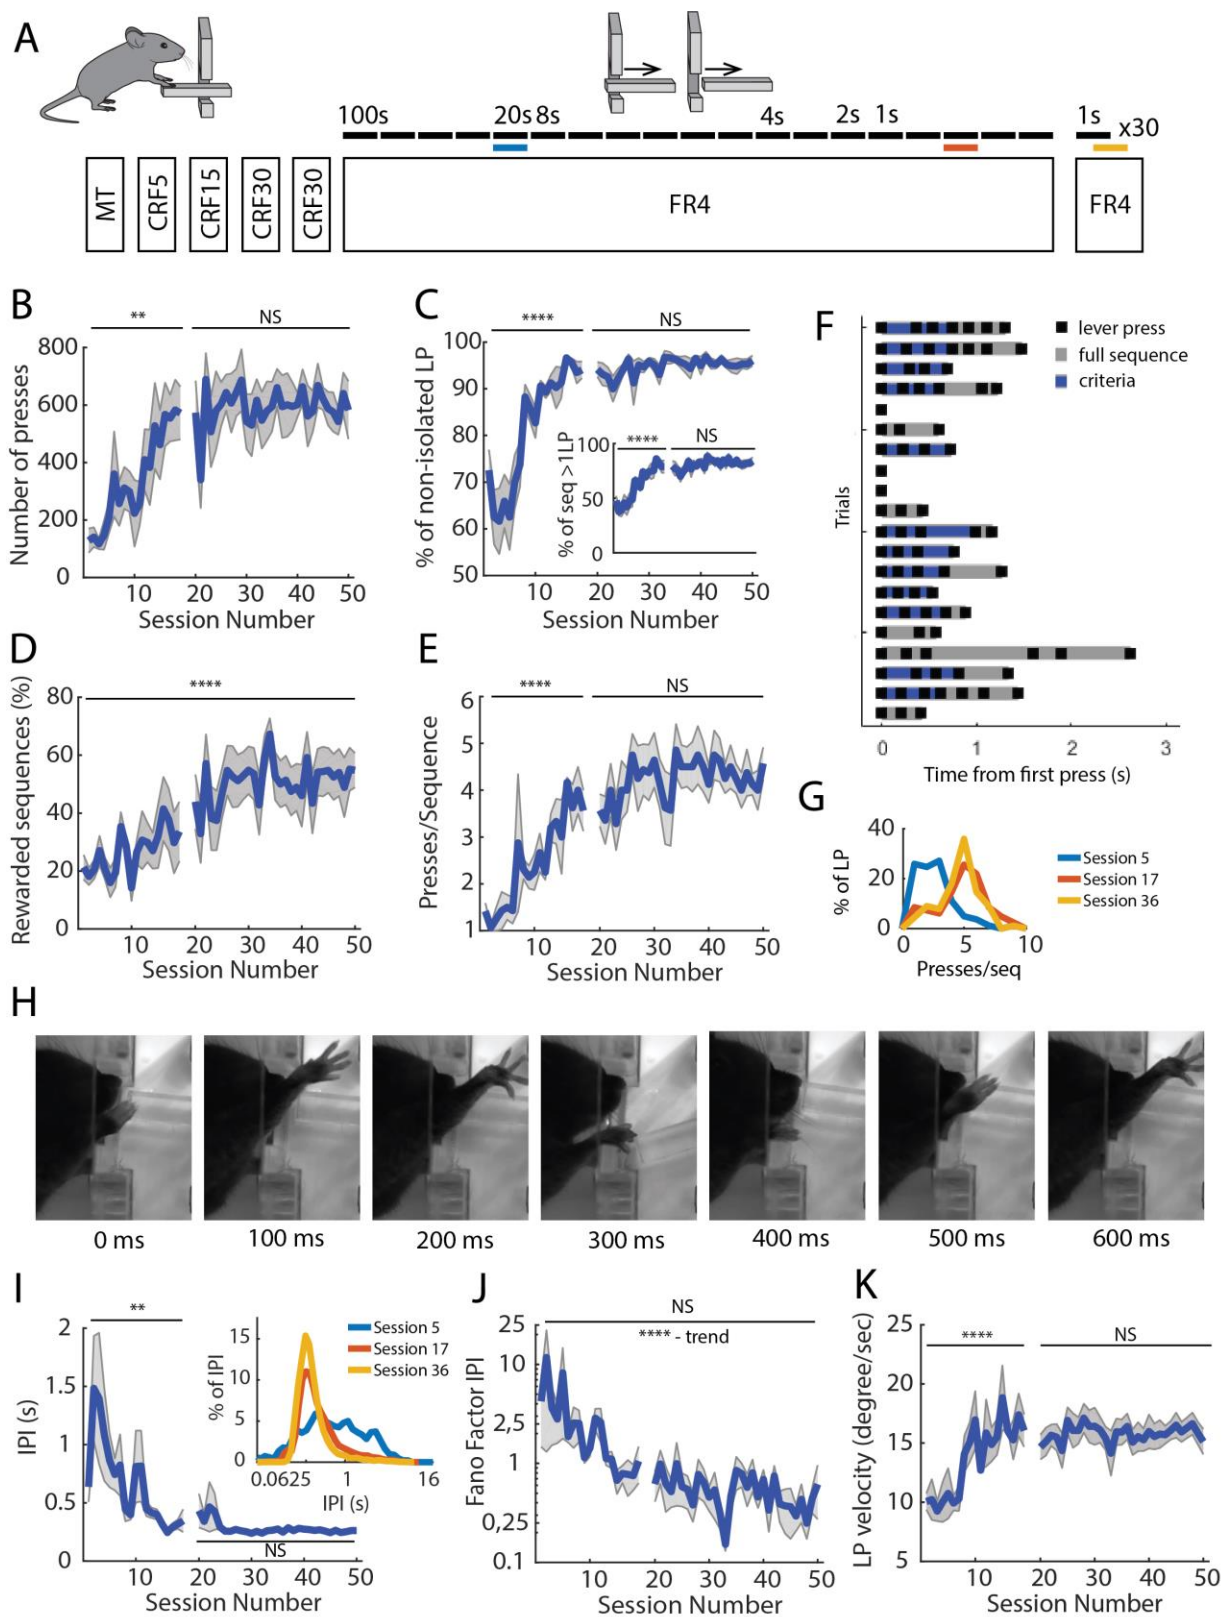 A
100s 20s 8s 4s 2s 1s 1s x30
MT CRF5 CRF15 CRF30 CRF30 FR4 FR4
B
** NS
Number of presses
800
600
400
200
0
10 20 30 40 50
Session Number
C
**** NS
% of non-isolated LP
100
90
80
70
60
50
10 20 30 40 50
Session Number
**** NS
% of seq >1LP
100
50
0
F
lever press
full sequence
criteria
Trials
0 1 2 3
Time from first press (s)
D
****
Rewarded sequences (%)
80
60
40
20
0
10 20 30 40 50
Session Number
E
**** NS
Presses/Sequence
6
5
4
3
2
1
10 20 30 40 50
Session Number
G
% of LP
40
20
0
0 5 10
Presses/seq
Session 5
Session 17
Session 36
H
0 ms 100 ms 200 ms 300 ms 400 ms 500 ms 600 ms
I
**
IPI (s)
2
1.5
1
0.5
0
NS
10 20 30 40 50
Session Number
% of IPI
15
10
5
0
0.0625 1 16
IPI (s)
Session 5
Session 17
Session 36
J
NS
**** - trend
Fano Factor IPI
25
10
2,5
1
0,25
0.1
10 20 30 40 50
Session Number
K
**** NS
LP velocity (degree/sec)
25
20
15
10
5
10 20 30 40 50
Session Number